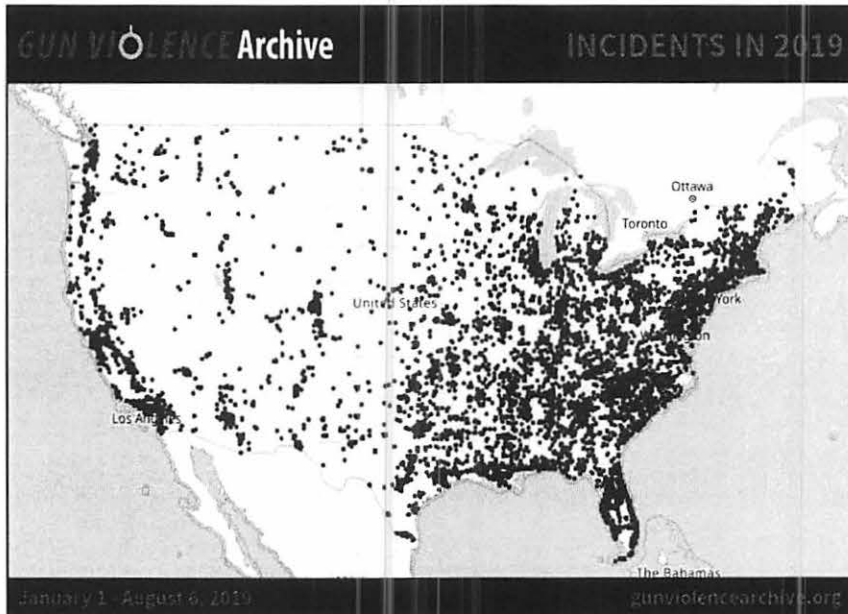 GUN VIOLENCE Archive
INCIDENTS IN 2019
Ottawa
Toronto
United States
York
Los Angeles
The Bahamas
January 1 - August 6, 2019
gunviolencearchive.org